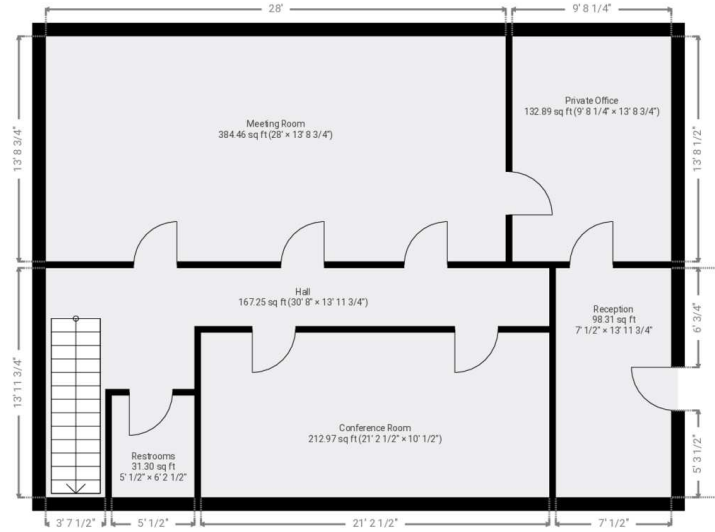 28'
9' 8 1/4"
13' 8 3/4"
Meeting Room
384.46 sq ft (28' × 13' 8 3/4")
Private Office
132.89 sq ft (9' 8 1/4" × 13' 8 3/4")
13' 8 1/2"
Hall
167.25 sq ft (30' 8" × 13' 11 3/4")
Reception
98.31 sq ft
7' 1/2" × 13' 11 3/4"
6' 3/4"
13' 11 3/4"
Conference Room
212.97 sq ft (21' 2 1/2" × 10' 1/2")
Restrooms
31.30 sq ft
5' 1/2" × 6' 2 1/2"
5' 3 1/2"
3' 7 1/2"
5' 1/2"
21' 2 1/2"
7' 1/2"